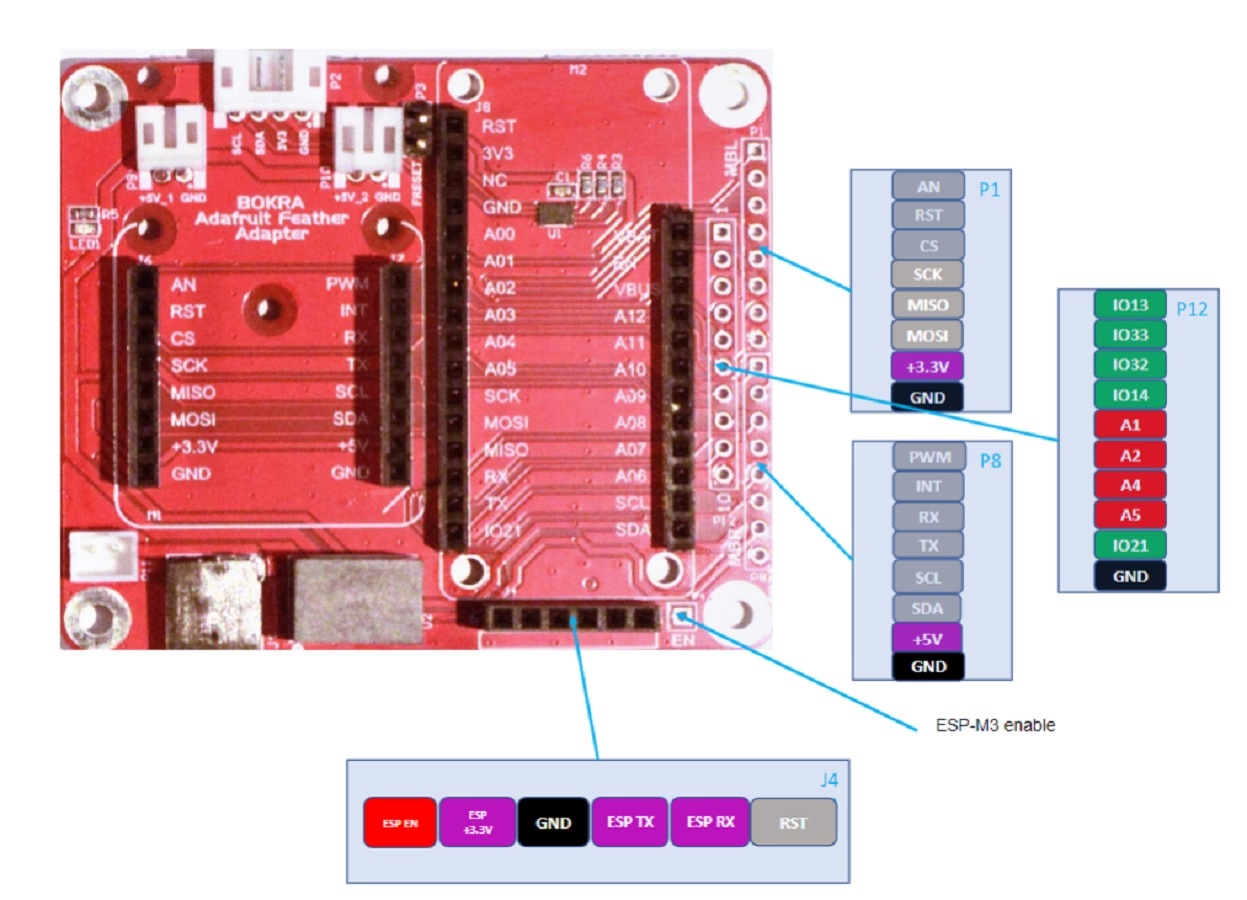 M2
P2
P3
J8
P1
MBL
SCL
SDA
3V3
GND
RST
3V3
NC
GND
A00
A01
A02
A03
A04
A05
SCK
MOSI
MISO
RX
TX
IO21
C1
R6
R4
R3
U1
P9
+5V_1 GND
P10
+5V_2 GND
PRESET
R5
LED1
BOKRA
Adafruit Feather
Adapter
AN
RST
CS
SCK
MISO
MOSI
+3.3V
GND
PWM
INT
RX
TX
SCL
SDA
+5V
GND
M1
VBUS
A12
A11
A10
A09
A08
A07
A06
SCL
SDA
1
10
MBR
P8
U2
J4
EN
P1
AN
RST
CS
SCK
MISO
MOSI
+3.3V
GND
P12
IO13
IO33
IO32
IO14
A1
A2
A4
A5
IO21
GND
P8
PWM
INT
RX
TX
SCL
SDA
+5V
GND
ESP-M3 enable
J4
ESP EN
ESP
+3.3V
GND
ESP TX
ESP RX
RST